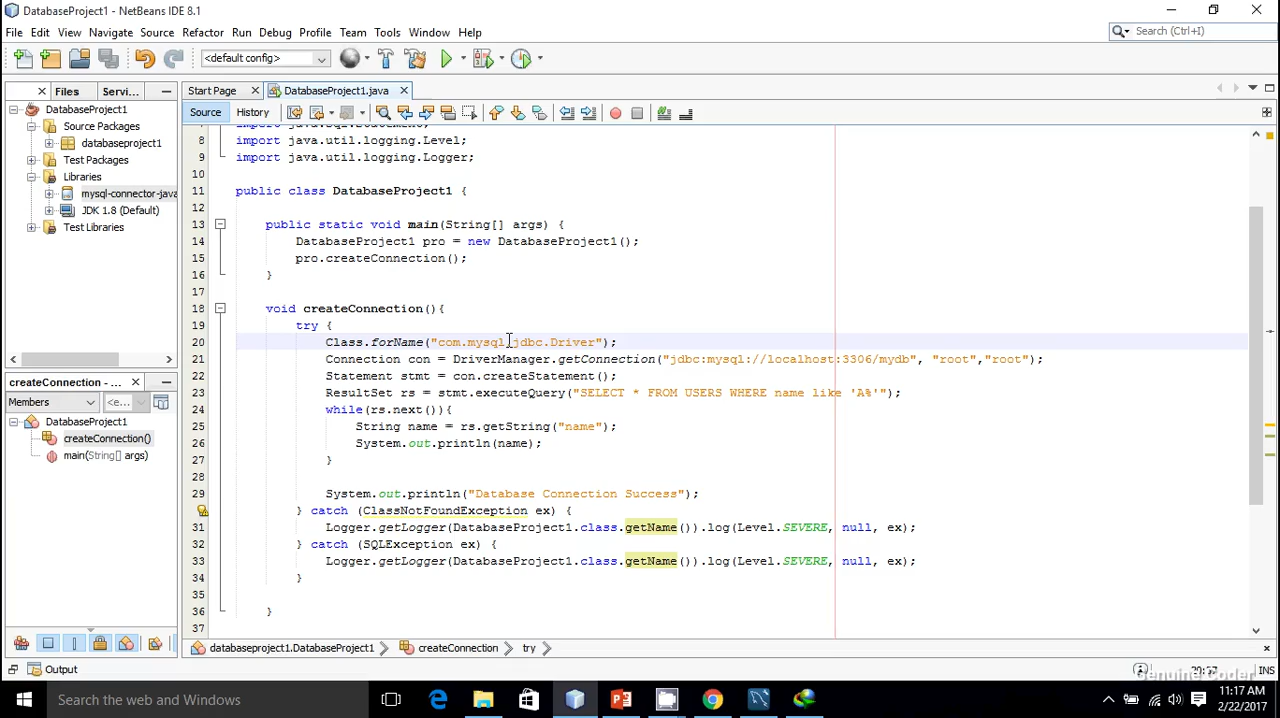 DatabaseProject1 - NetBeans IDE 8.1
File Edit View Navigate Source Refactor Run Debug Profile Team Tools Window Help
Search (Ctrl+I)
<default config>
Files Servi...
Start Page DatabaseProject1.java
Source History
DatabaseProject1
Source Packages
databaseproject1
Test Packages
Libraries
mysql-connector-java
JDK 1.8 (Default)
Test Libraries
createConnection - ...
Members <e...
DatabaseProject1
createConnection()
main(String[] args)
8 import java.util.logging.Level;
9 import java.util.logging.Logger;
10
11 public class DatabaseProject1 {
12
13 public static void main(String[] args) {
14 DatabaseProject1 pro = new DatabaseProject1();
15 pro.createConnection();
16 }
17
18 void createConnection(){
19 try {
20 Class.forName("com.mysql.jdbc.Driver");
21 Connection con = DriverManager.getConnection("jdbc:mysql://localhost:3306/mydb", "root","root");
22 Statement stmt = con.createStatement();
23 ResultSet rs = stmt.executeQuery("SELECT * FROM USERS WHERE name like 'A%'");
24 while(rs.next()){
25 String name = rs.getString("name");
26 System.out.println(name);
27 }
28
29 System.out.println("Database Connection Success");
} catch (ClassNotFoundException ex) {
31 Logger.getLogger(DatabaseProject1.class.getName()).log(Level.SEVERE, null, ex);
32 } catch (SQLException ex) {
33 Logger.getLogger(DatabaseProject1.class.getName()).log(Level.SEVERE, null, ex);
34 }
35
36 }
37
databaseproject1.DatabaseProject1 createConnection try
Output
INS
Genuine Coder
Search the web and Windows
11:17 AM
2/22/2017